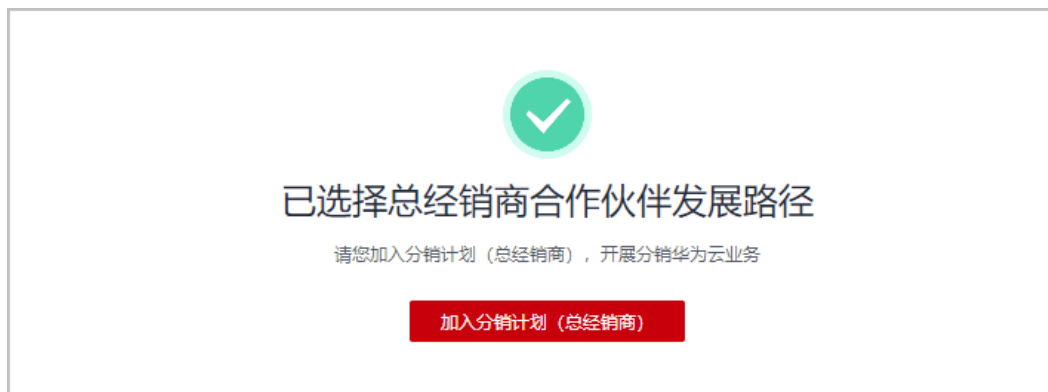 已选择总经销商合作伙伴发展路径
请您加入分销计划（总经销商），开展分销华为云业务
加入分销计划（总经销商）